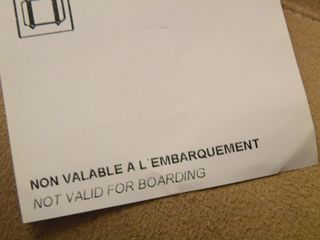 NON VALABLE A L'EMBARQUEMENT
NOT VALID FOR BOARDING